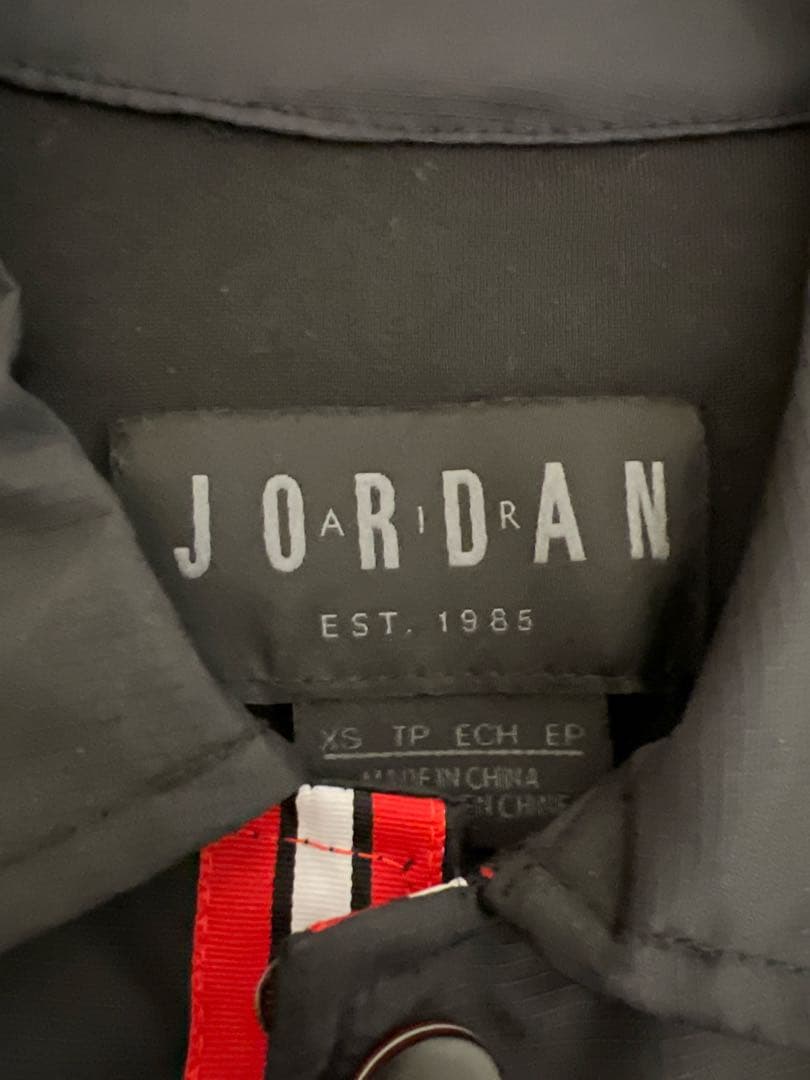 JORDAN
AIR
EST. 1985
XS TP ECH EP
MADE IN CHINA